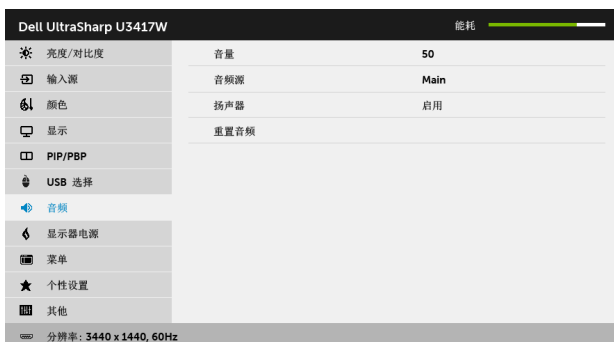 Dell UltraSharp U3417W 能耗
亮度/对比度 音量 50
输入源 音频源 Main
颜色 扬声器 启用
显示 重置音频
PIP/PBP
USB 选择
音频
显示器电源
菜单
个性设置
其他
分辨率: 3440 x 1440, 60Hz